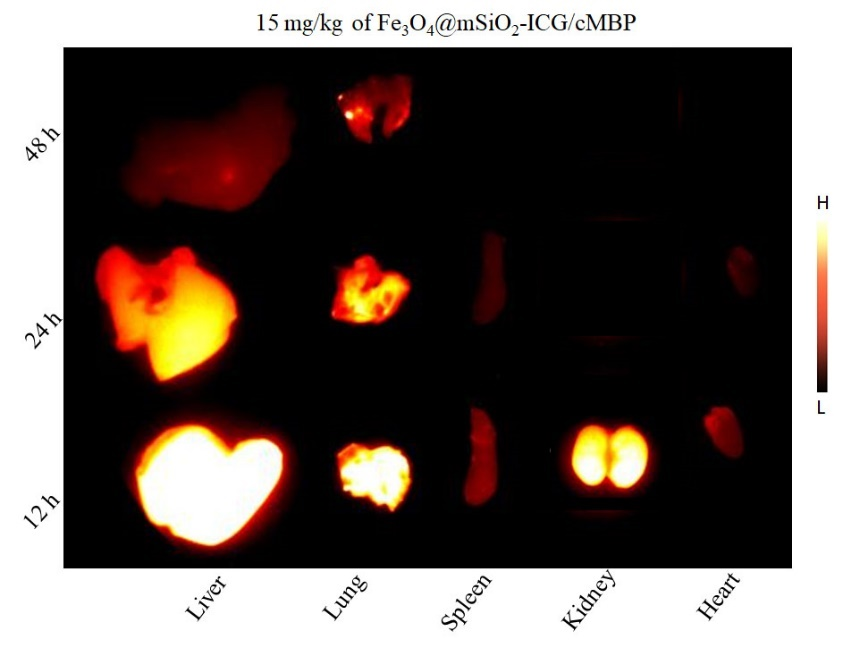 15 mg/kg of Fe₃O₄@mSiO₂-ICG/cMBP
48 h
H
24 h
L
12 h
Liver
Lung
Spleen
Kidney
Heart